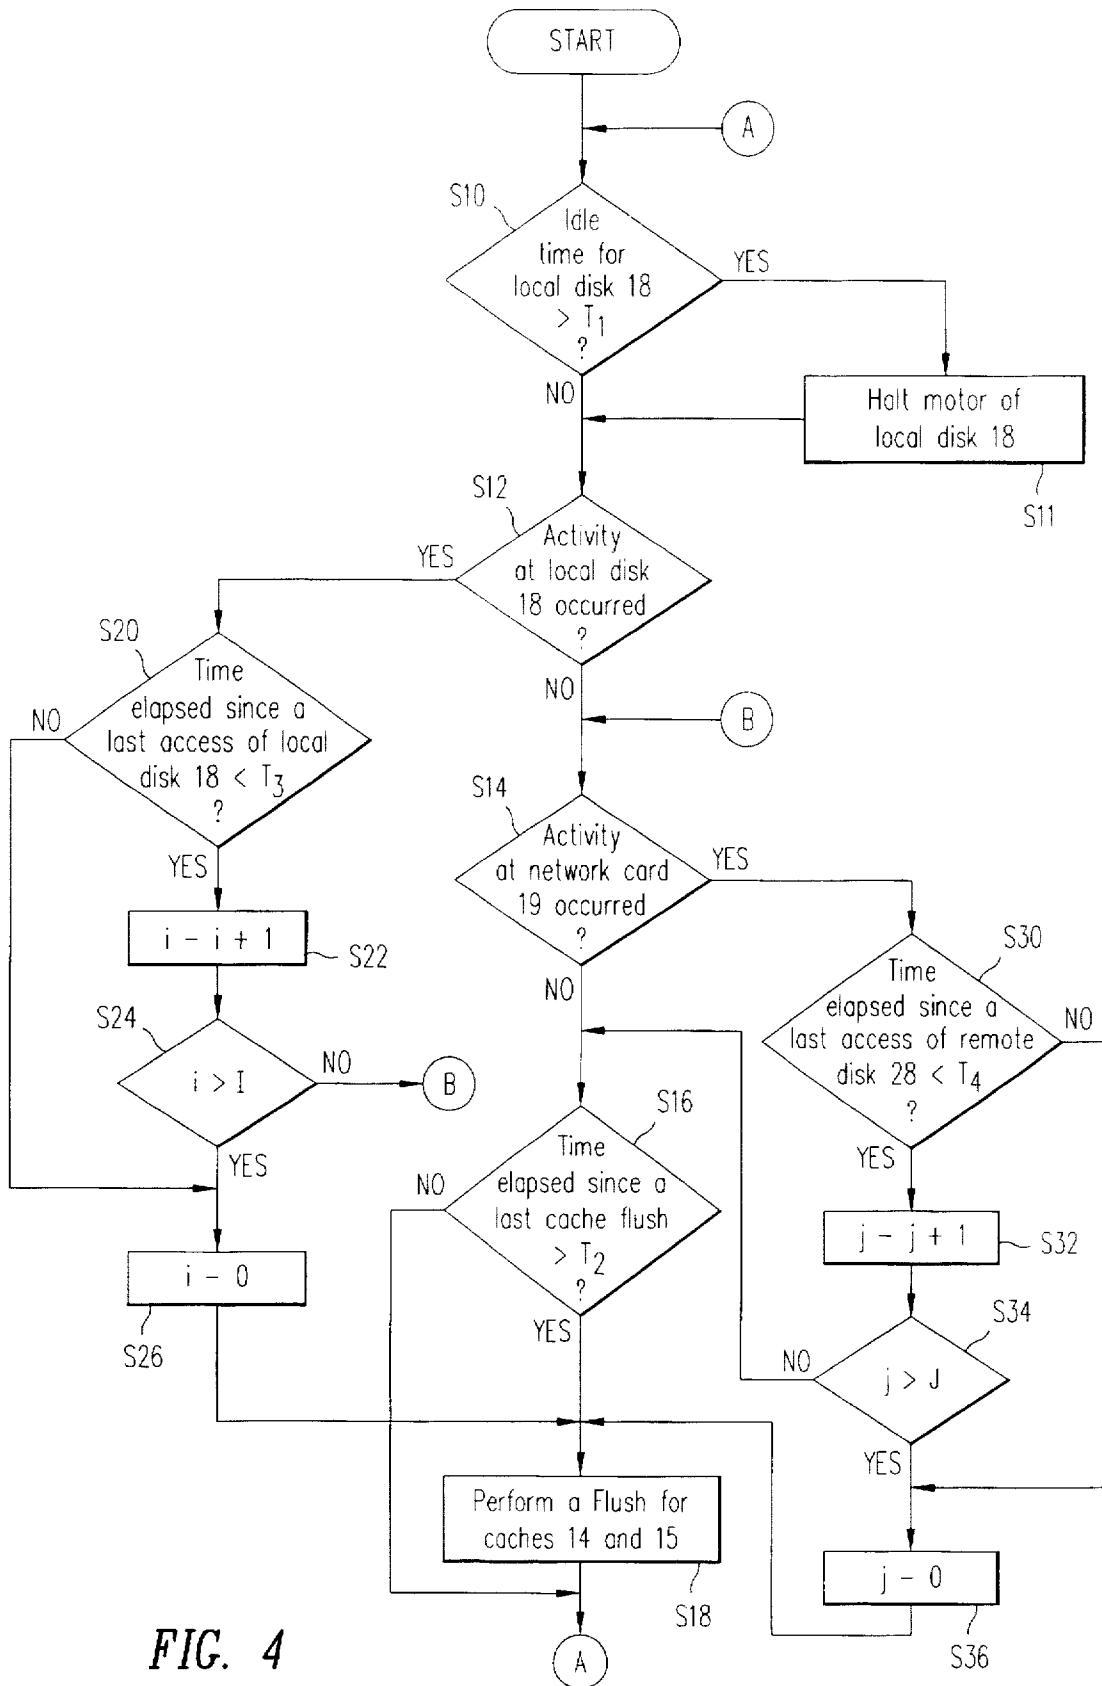 START
A
S10
Idle
time for
local disk 18
> T1
?
YES
NO
Halt motor of
local disk 18
S11
S12
Activity
at local disk
18 occurred
?
YES
NO
B
S20
Time
elapsed since a
last access of local
disk 18 < T3
?
NO
YES
i - i + 1
S22
S24
i > I
NO
B
YES
i - 0
S26
S14
Activity
at network card
19 occurred
?
YES
NO
S30
Time
elapsed since a
last access of remote
disk 28 < T4
?
NO
YES
j - j + 1
S32
S34
j > J
NO
YES
j - 0
S36
S16
Time
elapsed since a
last cache flush
> T2
?
NO
YES
Perform a Flush for
caches 14 and 15
S18
A
FIG. 4